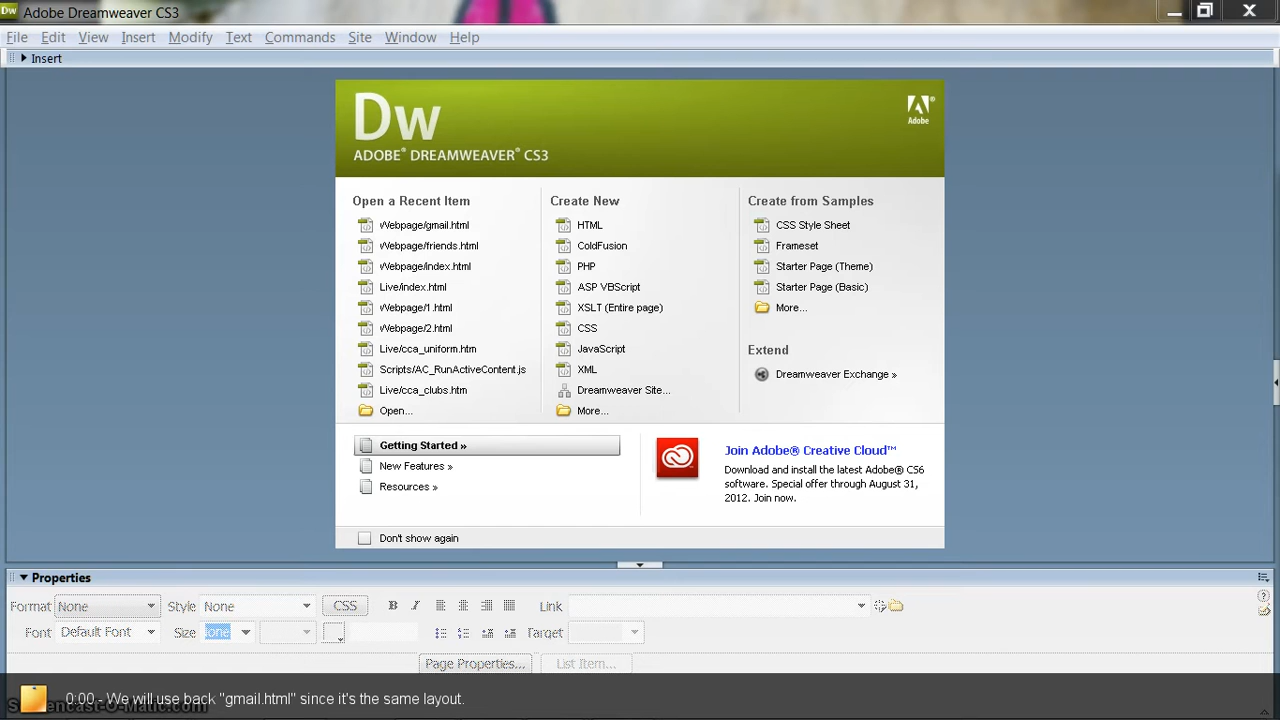 Dw Adobe Dreamweaver CS3
File Edit View Insert Modify Text Commands Site Window Help
Insert
Dw
ADOBE® DREAMWEAVER® CS3
Adobe®
Open a Recent Item
Webpage/gmail.html
Webpage/friends.html
Webpage/index.html
Live/index.html
Webpage/1.html
Webpage/2.html
Live/cca_uniform.htm
Scripts/AC_RunActiveContent.js
Live/cca_clubs.htm
Open...
Create New
HTML
ColdFusion
PHP
ASP VBScript
XSLT (Entire page)
CSS
JavaScript
XML
Dreamweaver Site...
More...
Create from Samples
CSS Style Sheet
Frameset
Starter Page (Theme)
Starter Page (Basic)
More...
Extend
Dreamweaver Exchange »
Getting Started »
New Features »
Resources »
Join Adobe® Creative Cloud™
Download and install the latest Adobe® CS6
software. Special offer through August 31,
2012. Join now.
Don't show again
Properties
Format None Style None CSS B I Link
Font Default Font Size Target
Page Properties... List Item...
0:00 - We will use back "gmail.html" since it's the same layout.